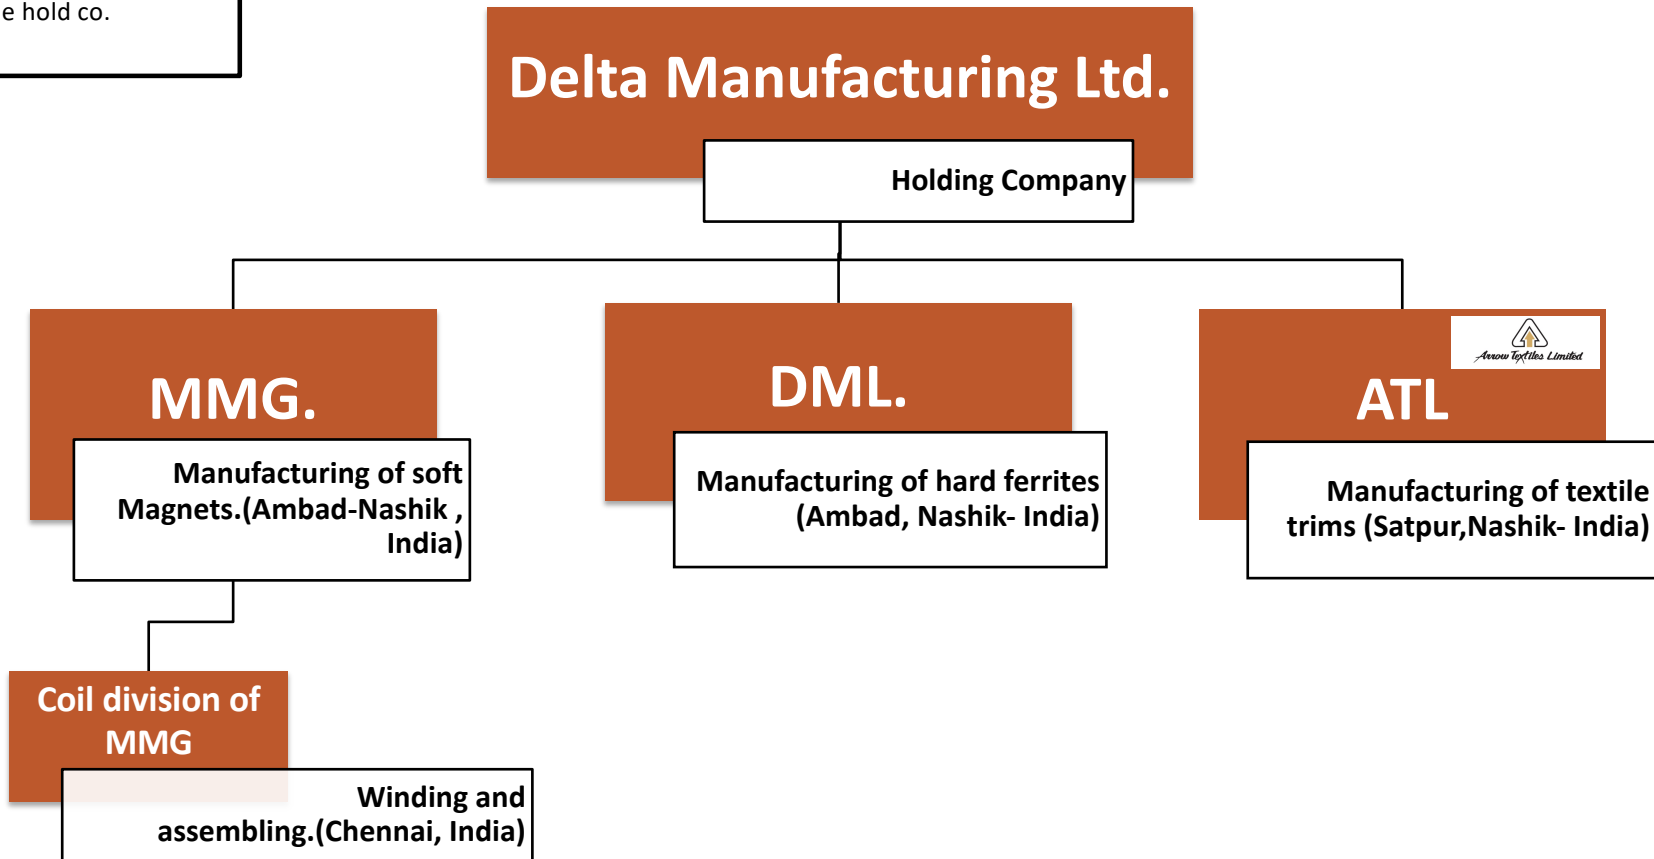 e hold co.
Delta Manufacturing Ltd.
Holding Company
MMG.
Manufacturing of soft
Magnets.(Ambad-Nashik ,
India)
DML.
Manufacturing of hard ferrites
(Ambad, Nashik- India)
Arrow Textiles Limited
ATL
Manufacturing of textile
trims (Satpur,Nashik- India)
Coil division of
MMG
Winding and
assembling.(Chennai, India)